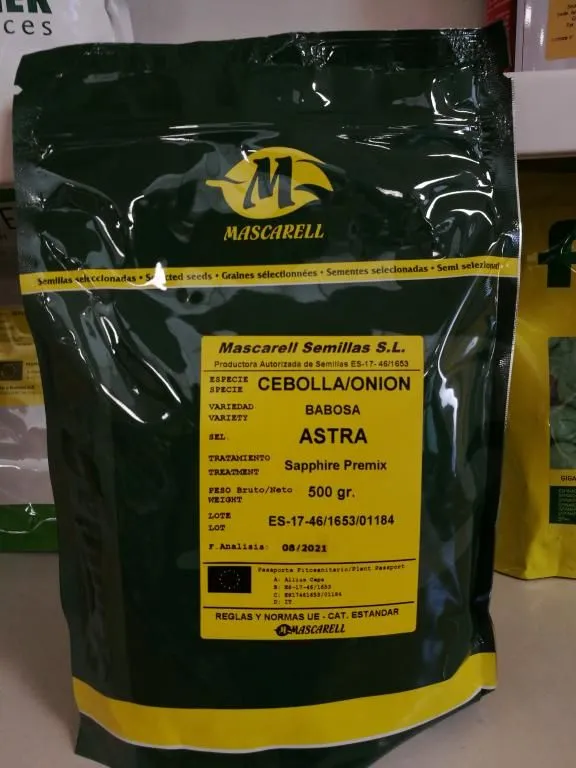 ces
M
MASCARELL
Semillas seleccionadas • Selected seeds • Graines sélectionnées • Sementes selecionadas • Semi selezionati
Mascarell Semillas S.L.
Productora Autorizada de Semillas ES-17- 46/1653
ESPECIE CEBOLLA/ONION
SPECIE
VARIEDAD BABOSA
VARIETY
SEL. ASTRA
TRATAMIENTO Sapphire Premix
TREATMENT
PESO Bruto/Neto 500 gr.
WEIGHT
LOTE ES-17-46/1653/01184
LOT
F.Analisis: 08/2021
Pasaporte Fitosanitario/Plant Passport
A: Allium Cepa
B: ES-17-46/1653
C: ES17461653/01184
D: IT
REGLAS Y NORMAS UE - CAT. ESTANDAR
M MASCARELL